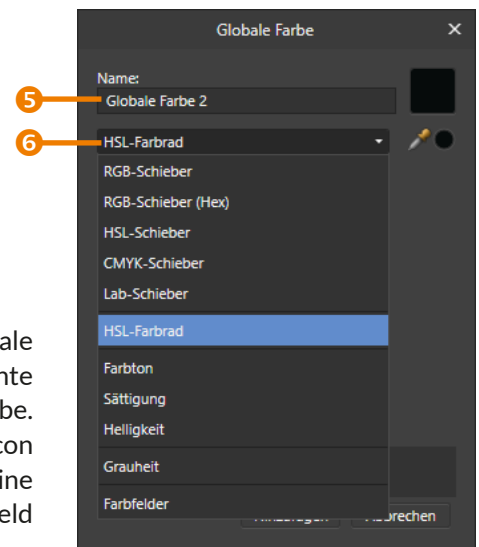 Globale Farbe
Name:
5 Globale Farbe 2
6 HSL-Farbrad
RGB-Schieber
RGB-Schieber (Hex)
HSL-Schieber
CMYK-Schieber
Lab-Schieber
HSL-Farbrad
Farbton
Sättigung
Helligkeit
Grauheit
Farbfelder
ale
nte
be.
con
ine
eld